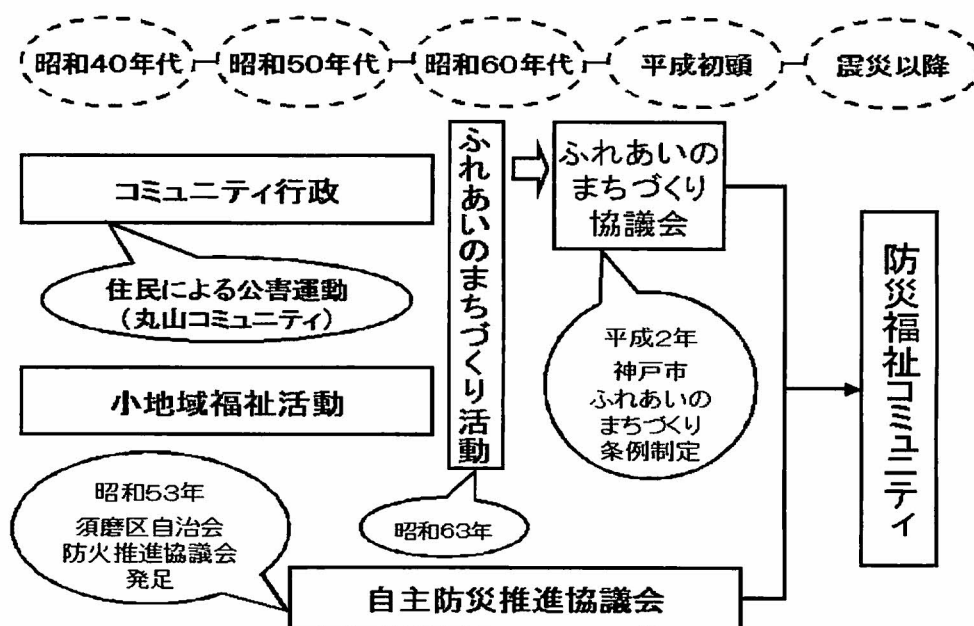 昭和40年代
昭和50年代
昭和60年代
平成初頭
震災以降
コミュニティ行政
住民による公害運動
(丸山コミュニティ)
小地域福祉活動
昭和53年
須磨区自治会
防火推進協議会
発足
ふれあいのまちづくり活動
昭和63年
ふれあいの
まちづくり
協議会
平成2年
神戸市
ふれあいの
まちづくり
条例制定
自主防災推進協議会
防災福祉コミュニティ